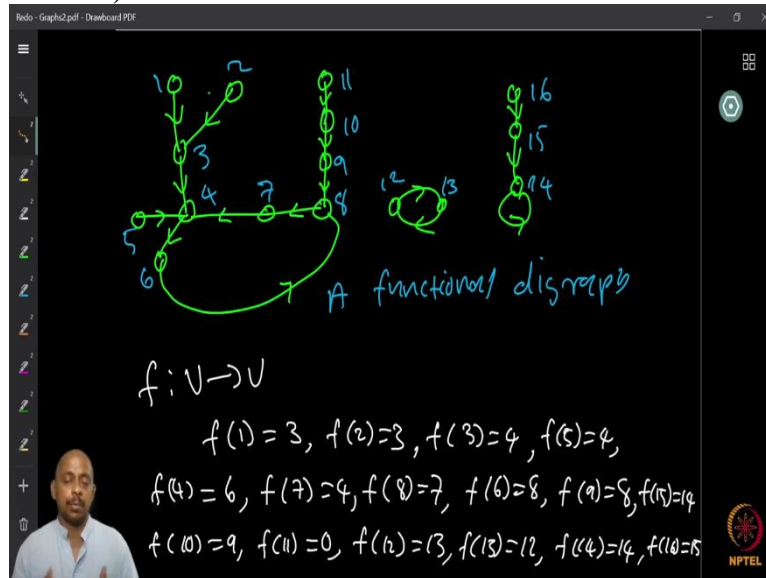 Redo - Graphs2.pdf - Drawboard PDF
1 2 11 16
10 15
3 9
12 13 14
4 7 8
5
6
A functional digraph
f : V → V
f(1) = 3, f(2)=3, f(3)=4, f(5)=4,
f(4) = 6, f(7)=4, f(8)=7, f(6)=8, f(9)=8, f(15)=14
f(10)=9, f(11)=0, f(12)=13, f(13)=12, f(14)=14, f(16)=15
NPTEL